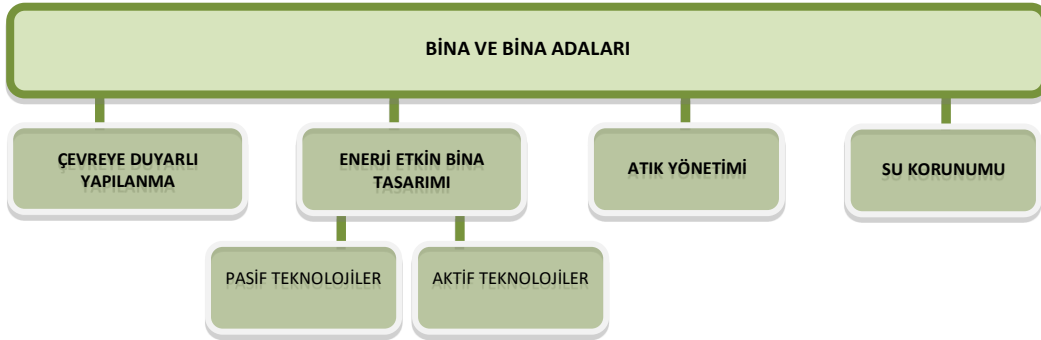 BİNA VE BİNA ADALARI
ÇEVREYE DUYARLI
YAPILANMA
ENERJİ ETKİN BİNA
TASARIMI
ATIK YÖNETİMİ
SU KORUNUMU
PASİF TEKNOLOJİLER
AKTİF TEKNOLOJİLER